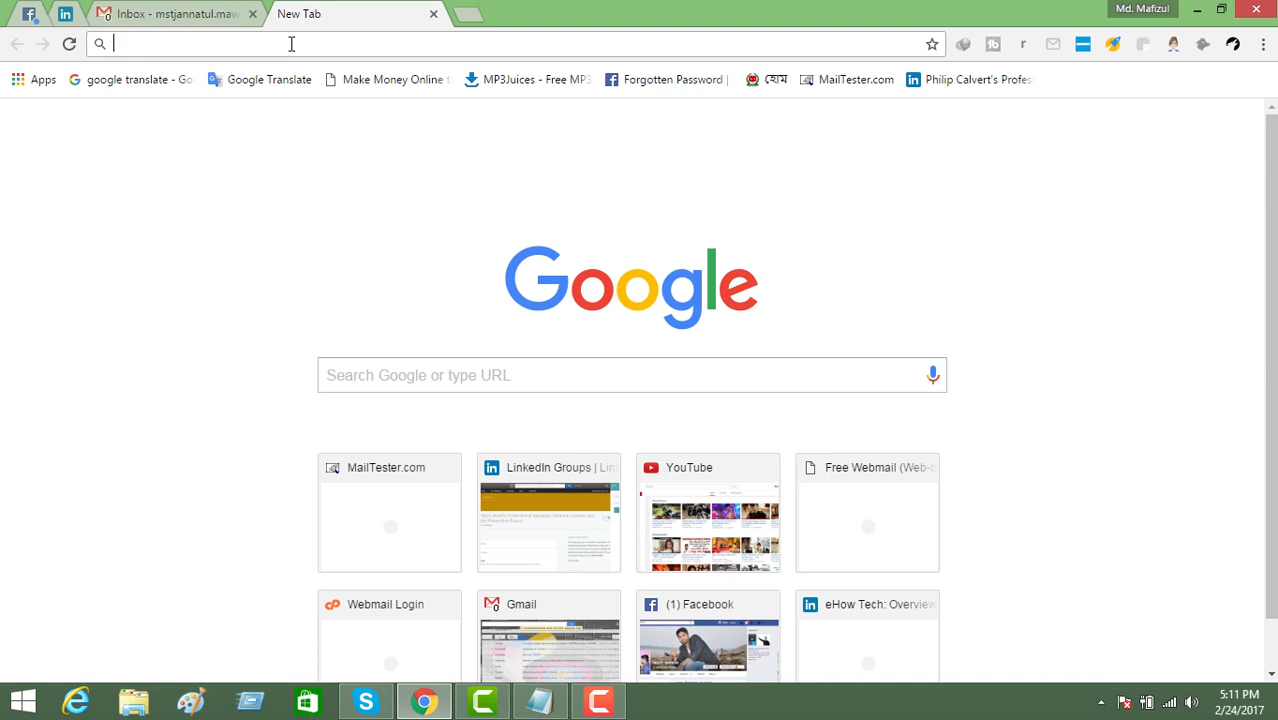 Inbox - mstjannatul.maw
New Tab
Md. Mafizul
Apps
google translate - Go
Google Translate
Make Money Online t
MP3Juices - Free MP3
Forgotten Password |
হোম
MailTester.com
Philip Calvert's Profes
Google
Search Google or type URL
MailTester.com
LinkedIn Groups | Lin
YouTube
Free Webmail (Web-b
Webmail Login
Gmail
(1) Facebook
eHow Tech: Overview
5:11 PM
2/24/2017